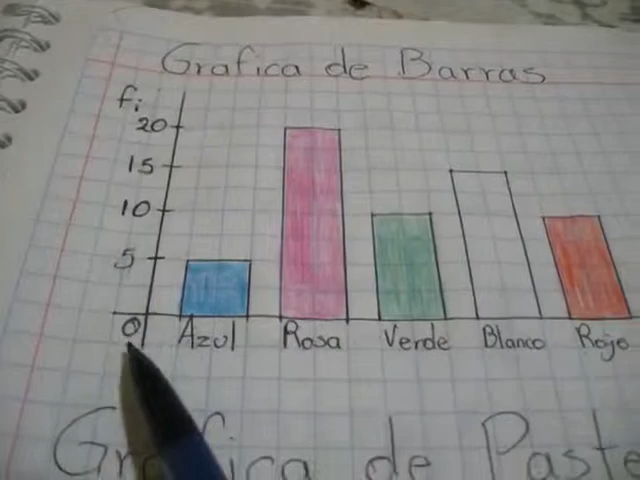 Grafica de Barras
fi
20
15
10
5
0
Azul Rosa Verde Blanco Rojo
Grafica de Paste